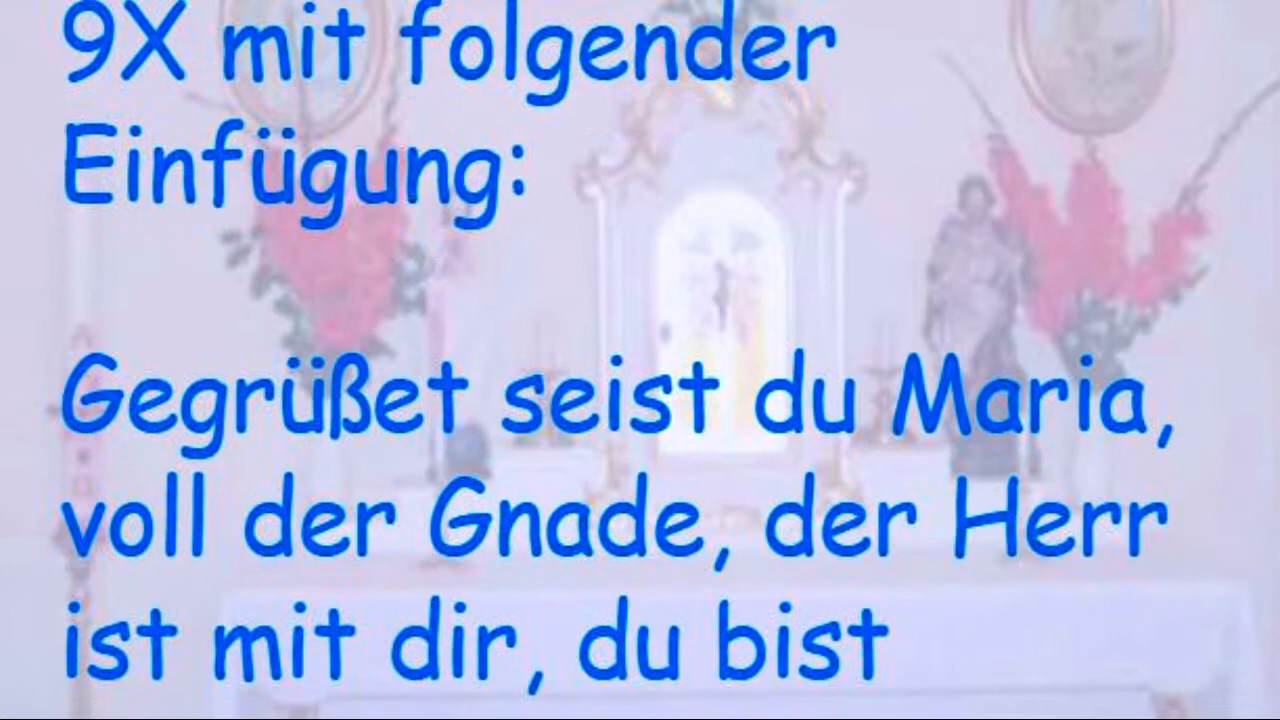 9X mit folgender
Einfügung:
Gegrüßet seist du Maria,
voll der Gnade, der Herr
ist mit dir, du bist